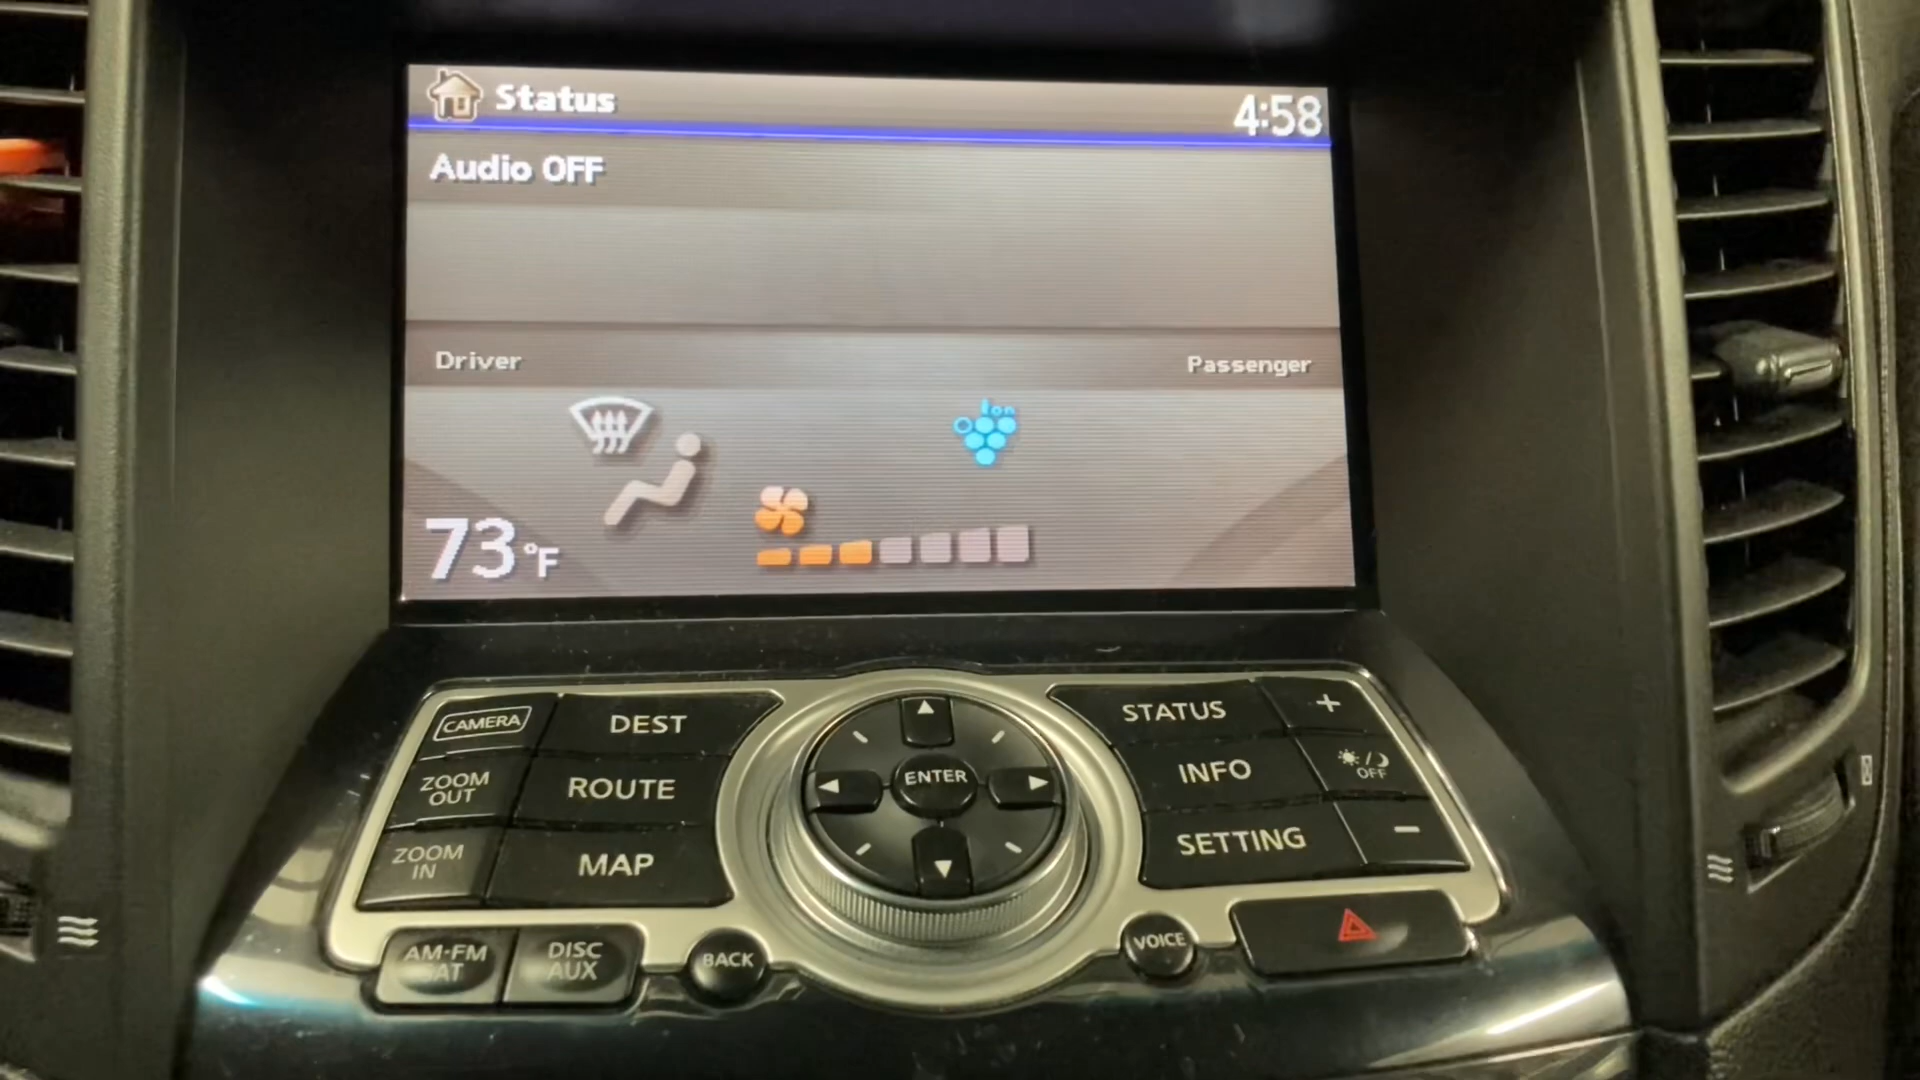 Status
4:58
Audio OFF
Driver
Passenger
Ion
73°F
CAMERA
DEST
STATUS
+
ZOOM
OUT
ROUTE
ENTER
INFO
OFF
ZOOM
IN
MAP
SETTING
-
AM·FM
SAT
DISC
AUX
BACK
VOICE